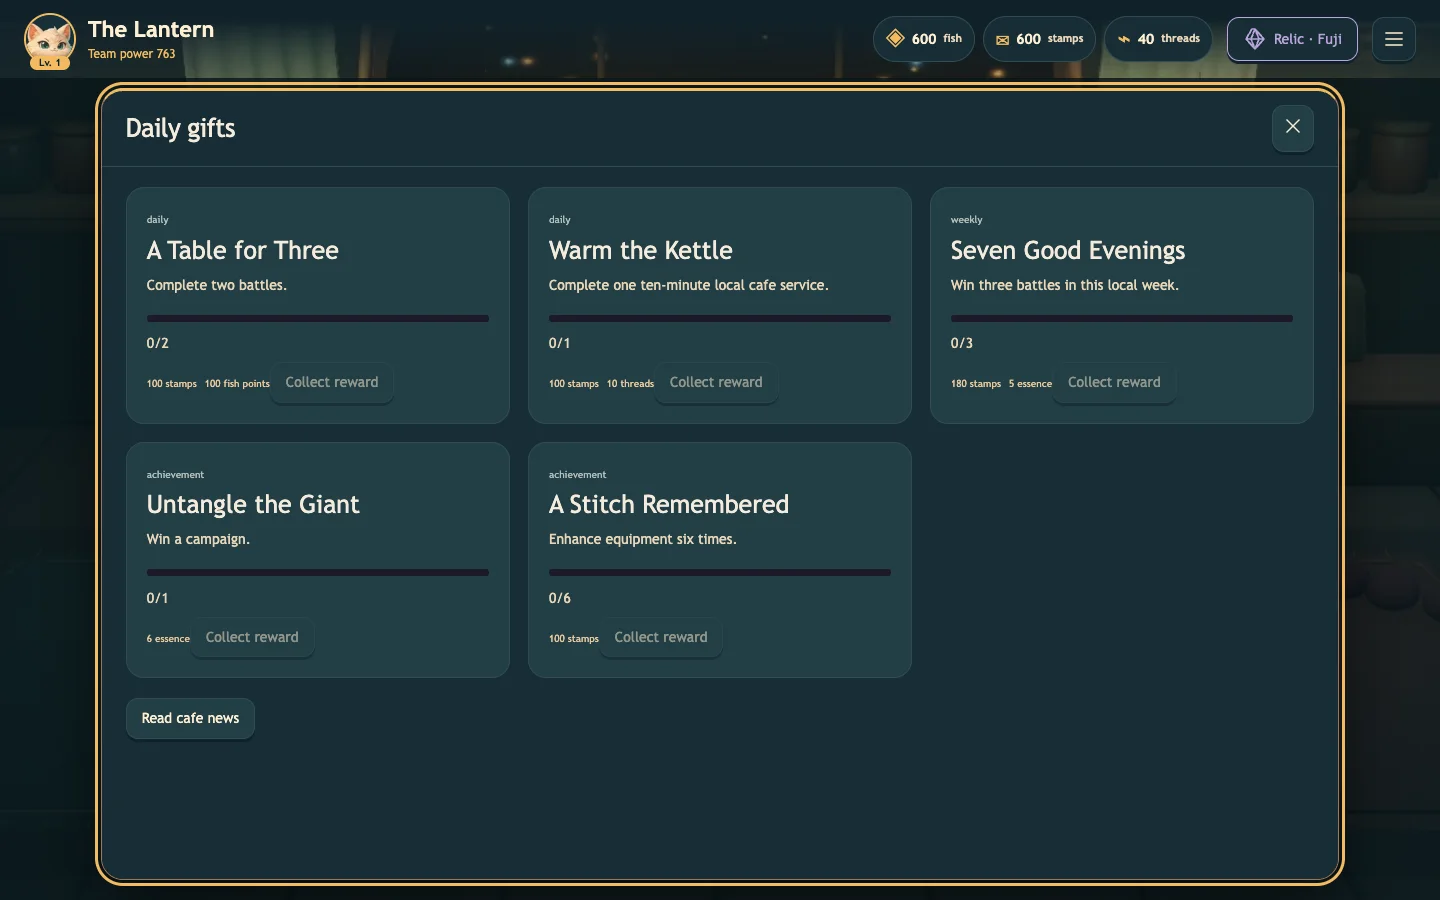 The Lantern
Team power 763
Lv. 1
600 fish
600 stamps
40 threads
Relic · Fuji
Daily gifts
daily
A Table for Three
Complete two battles.
0/2
100 stamps 100 fish points Collect reward
daily
Warm the Kettle
Complete one ten-minute local cafe service.
0/1
100 stamps 10 threads Collect reward
weekly
Seven Good Evenings
Win three battles in this local week.
0/3
180 stamps 5 essence Collect reward
achievement
Untangle the Giant
Win a campaign.
0/1
6 essence Collect reward
achievement
A Stitch Remembered
Enhance equipment six times.
0/6
100 stamps Collect reward
Read cafe news